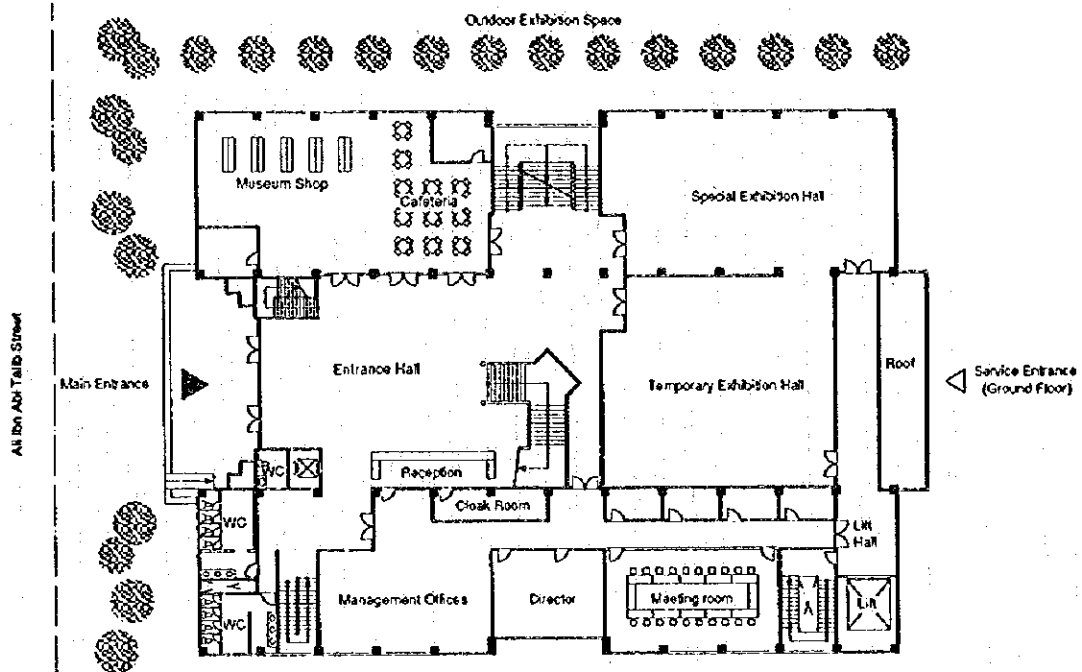 Outdoor Exhibition Space
Museum Shop
Cafeteria
Special Exhibition Hall
Ali Ibn Abi Talib Street
Main Entrance
Entrance Hall
Temporary Exhibition Hall
Roof
Service Entrance
(Ground Floor)
WC
Reception
Cloak Room
WC
Lift
Hall
Management Offices
Director
Meeting room
Lift
WC